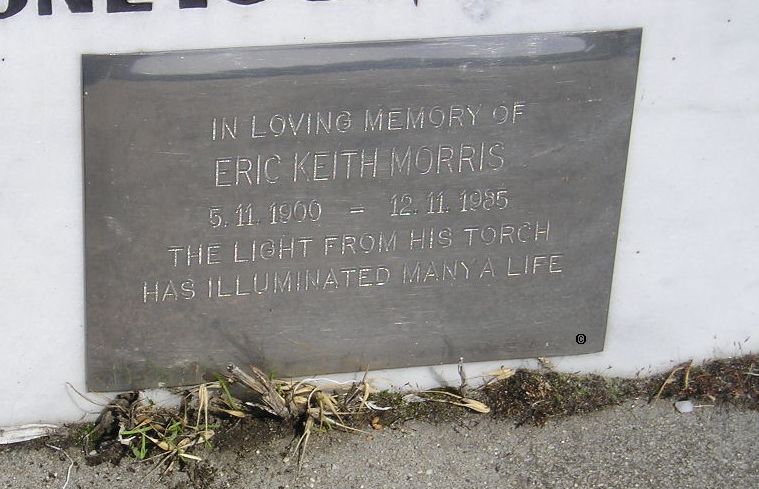 IN LOVING MEMORY OF
ERIC KEITH MORRIS
5.11.1900 - 12.11.1985
THE LIGHT FROM HIS TORCH
HAS ILLUMINATED MANY A LIFE